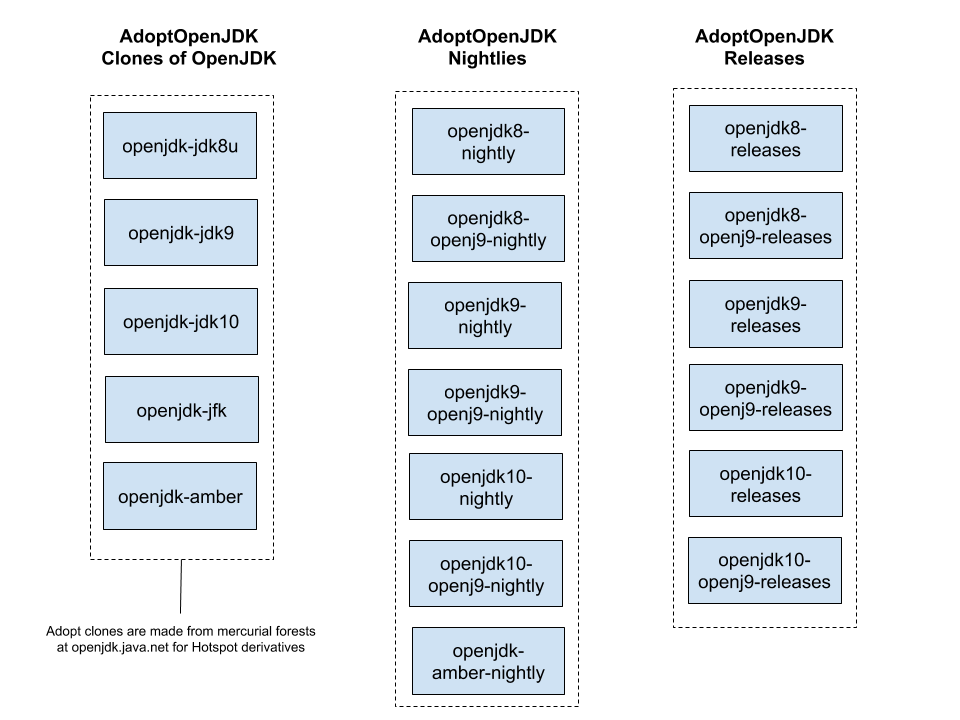 AdoptOpenJDK
Clones of OpenJDK
openjdk-jdk8u
openjdk-jdk9
openjdk-jdk10
openjdk-jfk
openjdk-amber
Adopt clones are made from mercurial forests
at openjdk.java.net for Hotspot derivatives
AdoptOpenJDK
Nightlies
openjdk8-
nightly
openjdk8-
openj9-nightly
openjdk9-
nightly
openjdk9-
openj9-nightly
openjdk10-
nightly
openjdk10-
openj9-nightly
openjdk-
amber-nightly
AdoptOpenJDK
Releases
openjdk8-
releases
openjdk8-
openj9-releases
openjdk9-
releases
openjdk9-
openj9-releases
openjdk10-
releases
openjdk10-
openj9-releases